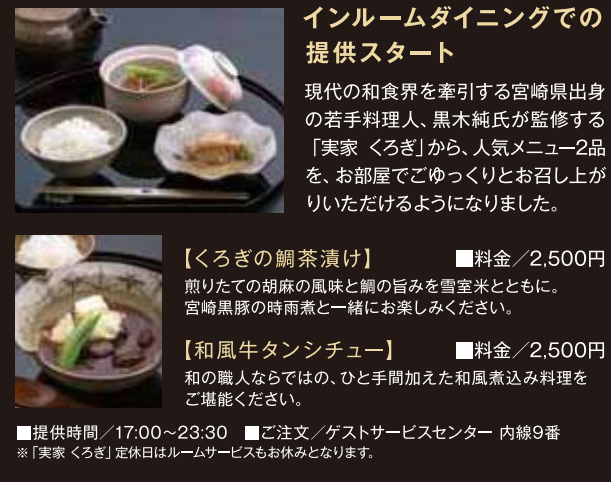 インルームダイニングでの
提供スタート
現代の和食界を牽引する宮崎県出身
の若手料理人、黒木純氏が監修する
「実家 くろぎ」から、人気メニュー2品
を、お部屋でごゆっくりとお召し上が
りいただけるようになりました。
【くろぎの鯛茶漬け】 ■料金／2,500円
煎りたての胡麻の風味と鯛の旨みを雪室米とともに。
宮崎黒豚の時雨煮と一緒にお楽しみください。
【和風牛タンシチュー】 ■料金／2,500円
和の職人ならではの、ひと手間加えた和風煮込み料理を
ご堪能ください。
■提供時間／17:00～23:30 ■ご注文／ゲストサービスセンター 内線9番
※「実家 くろぎ」定休日はルームサービスもお休みとなります。